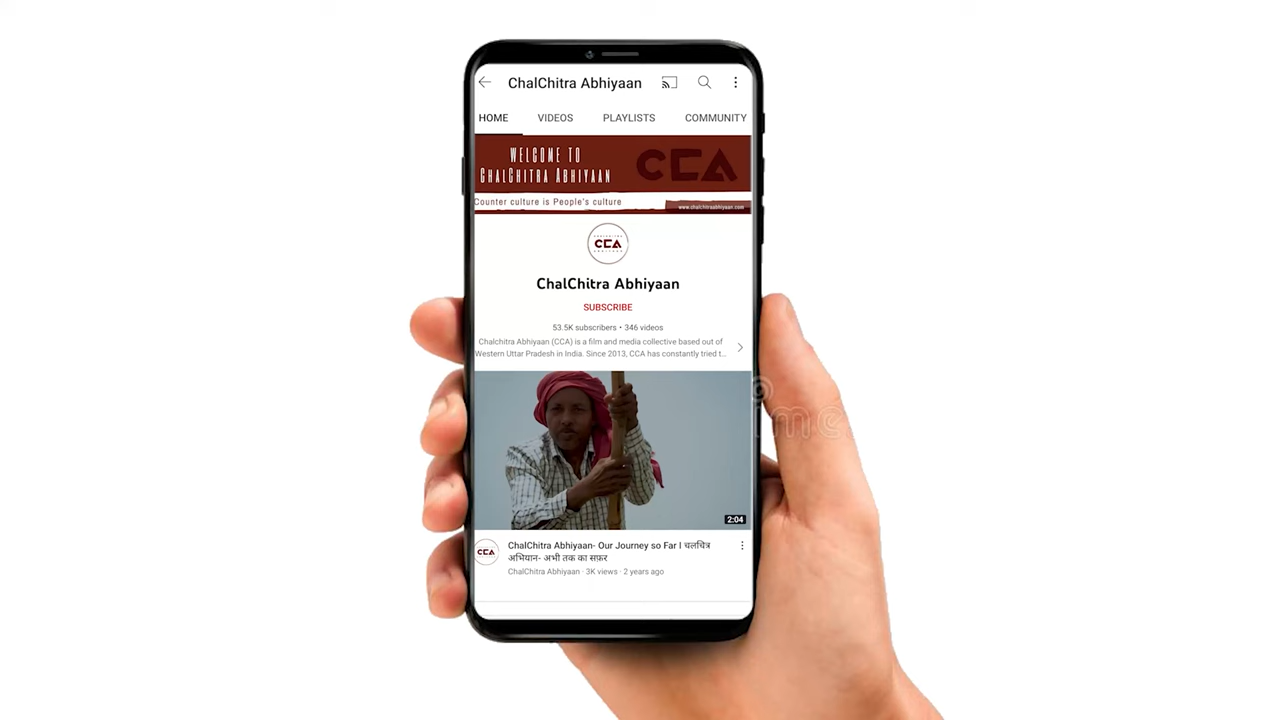 ChalChitra Abhiyaan
HOME VIDEOS PLAYLISTS COMMUNITY
WELCOME TO
CHALCHITRA ABHIYAAN
CCA
Counter culture is People's culture
www.chalchitraabhiyaan.com
CCA
ChalChitra Abhiyaan
SUBSCRIBE
53.5K subscribers • 346 videos
Chalchitra Abhiyaan (CCA) is a film and media collective based out of
Western Uttar Pradesh in India. Since 2013, CCA has constantly tried t...
2:04
CCA
ChalChitra Abhiyaan- Our Journey so Far l चलचित्र
अभियान- अभी तक का सफ़र
ChalChitra Abhiyaan · 3K views · 2 years ago